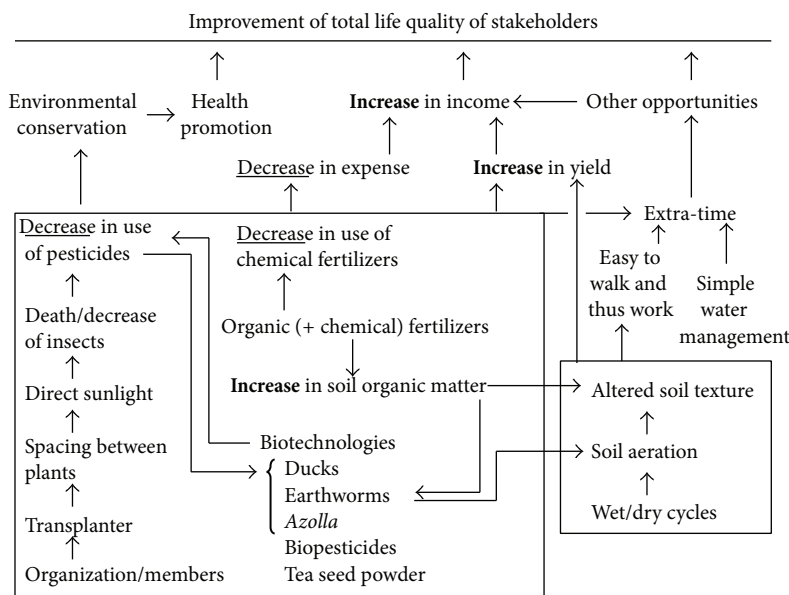 Improvement of total life quality of stakeholders
Environmental
conservation
Health
promotion
Increase in income
Other opportunities
Decrease in expense
Increase in yield
Decrease in use
of pesticides
Decrease in use of
chemical fertilizers
Extra-time
Easy to
walk and
thus work
Simple
water
management
Death/decrease
of insects
Organic (+ chemical) fertilizers
Direct sunlight
Increase in soil organic matter
Altered soil texture
Spacing between
plants
Biotechnologies
Ducks
Earthworms
Azolla
Biopesticides
Tea seed powder
Soil aeration
Wet/dry cycles
Transplanter
Organization/members